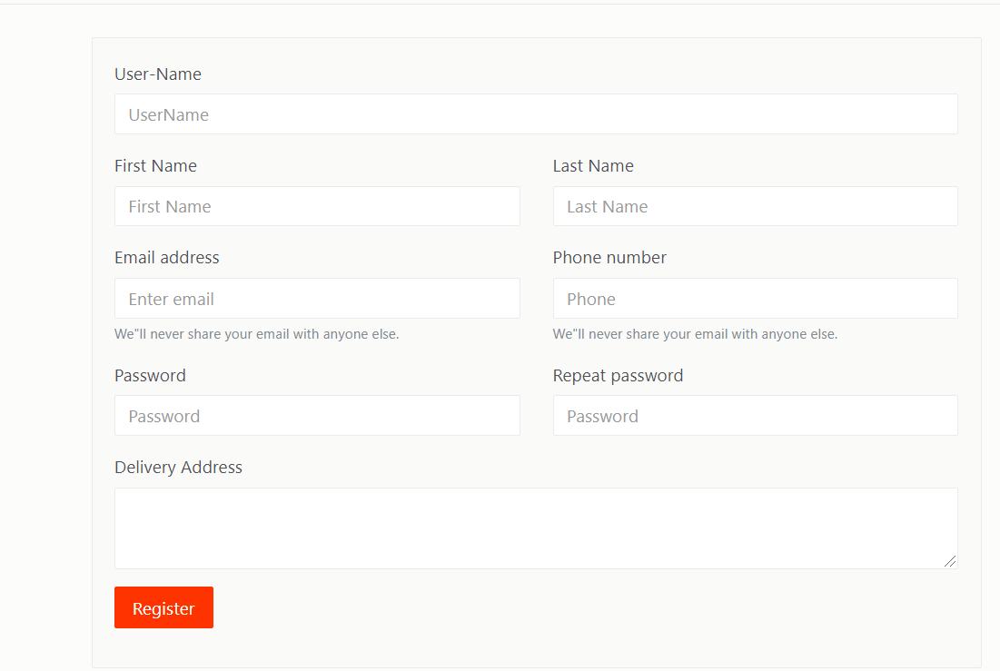 User-Name
UserName
First Name Last Name
First Name Last Name
Email address Phone number
Enter email Phone
We"ll never share your email with anyone else. We"ll never share your email with anyone else.
Password Repeat password
Password Password
Delivery Address
Register